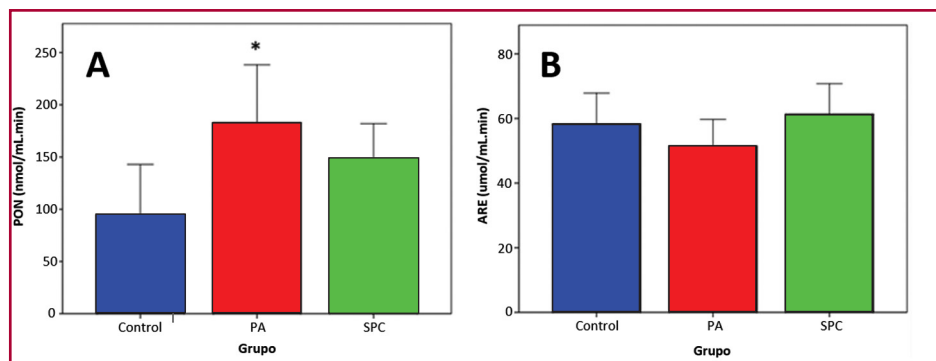 A
*
PON (nmol/mL.min)
250
200
150
100
50
0
Control
PA
SPC
Grupo
B
ARE (umol/mL.min)
80
60
40
20
0
Control
PA
SPC
Grupo